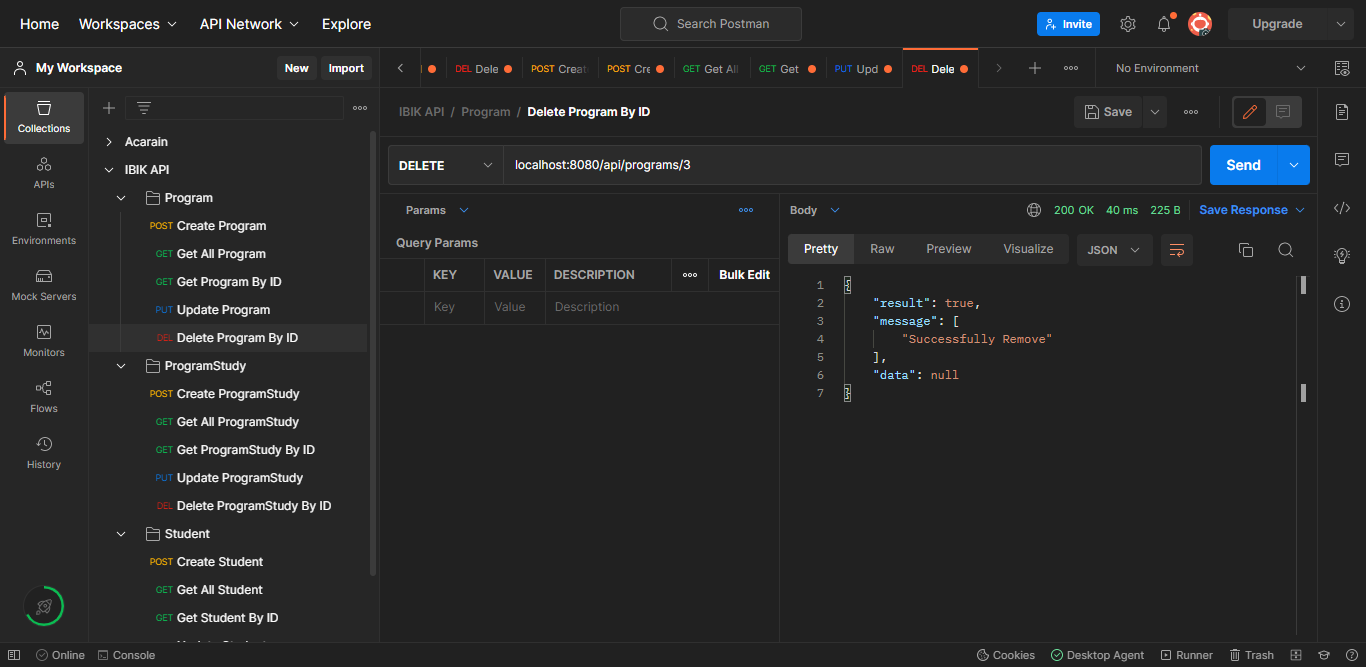 Home Workspaces API Network Explore Search Postman Invite Upgrade
My Workspace New Import
DEL Dele POST Creat POST Cre GET Get All GET Get PUT Upd DEL Dele No Environment
Collections
APIs
Environments
Mock Servers
Monitors
Flows
History
Acarain
IBIK API
Program
POST Create Program
GET Get All Program
GET Get Program By ID
PUT Update Program
DEL Delete Program By ID
ProgramStudy
POST Create ProgramStudy
GET Get All ProgramStudy
GET Get ProgramStudy By ID
PUT Update ProgramStudy
DEL Delete ProgramStudy By ID
Student
POST Create Student
GET Get All Student
GET Get Student By ID
IBIK API / Program / Delete Program By ID Save
DELETE localhost:8080/api/programs/3 Send
Params
Query Params
KEY VALUE DESCRIPTION Bulk Edit
Key Value Description
Body 200 OK 40 ms 225 B Save Response
Pretty Raw Preview Visualize JSON
1 {
2 "result": true,
3 "message": [
4 "Successfully Remove"
5 ],
6 "data": null
7 }
Online Console Cookies Desktop Agent Runner Trash